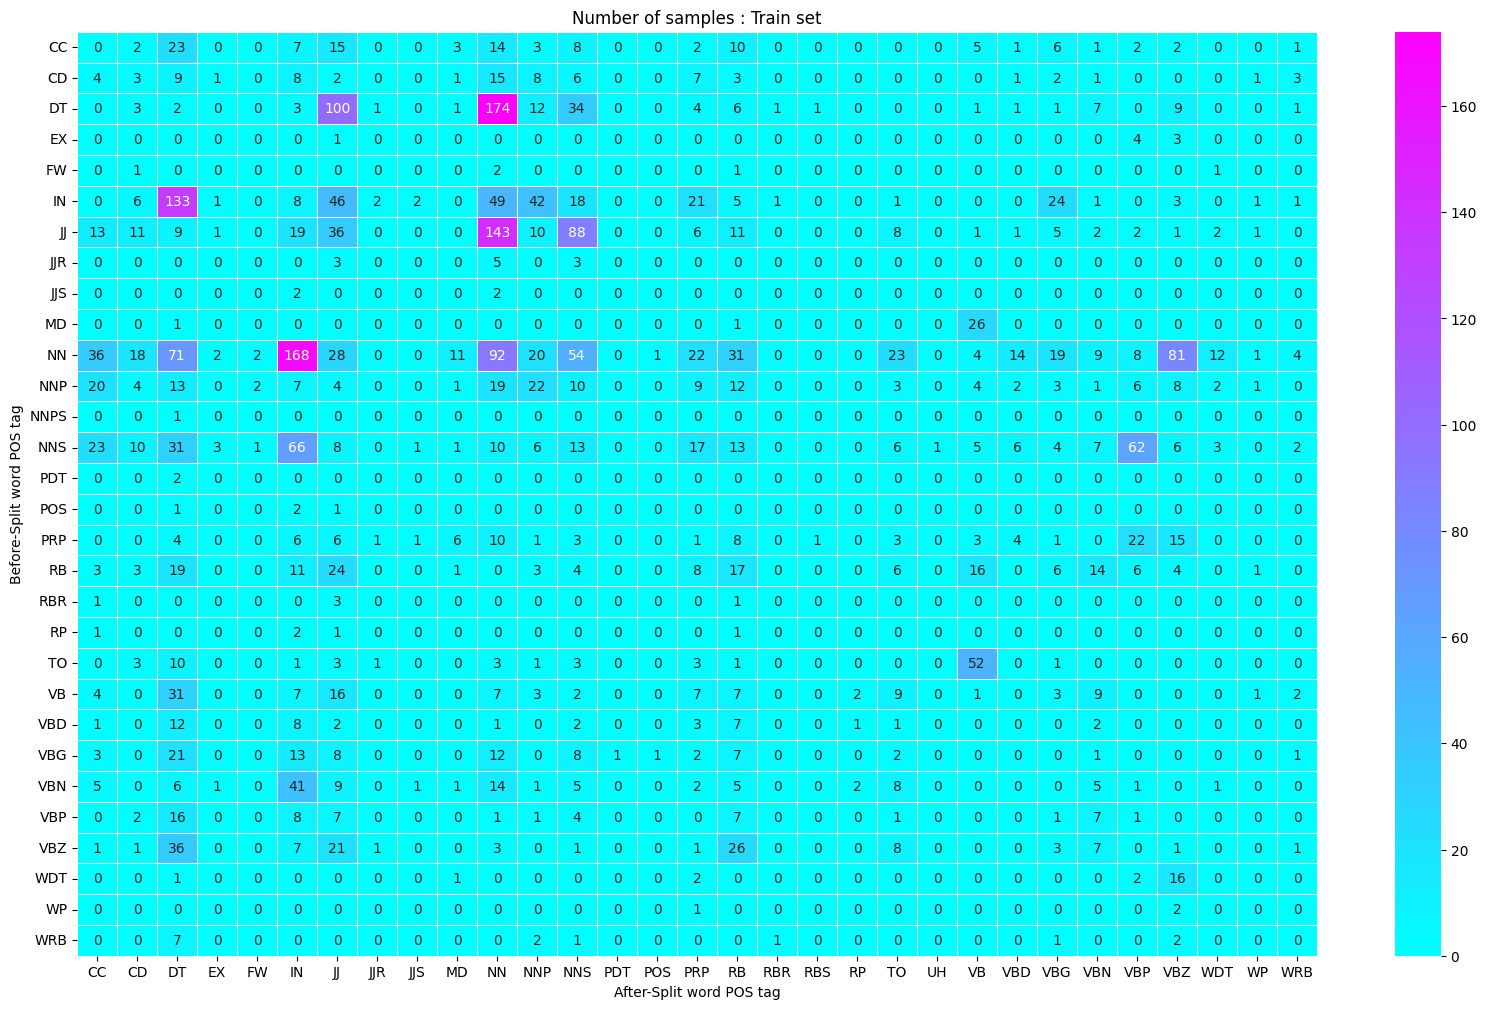 Number of samples : Train set
CC 0 2 23 0 0 7 15 0 0 3 14 3 8 0 0 2 10 0 0 0 0 0 5 1 6 1 2 2 0 0 1
CD 4 3 9 1 0 8 2 0 0 1 15 8 6 0 0 7 3 0 0 0 0 0 0 1 2 1 0 0 0 1 3
DT 0 3 2 0 0 3 100 1 0 1 174 12 34 0 0 4 6 1 1 0 0 0 1 1 1 7 0 9 0 0 1
EX 0 0 0 0 0 0 1 0 0 0 0 0 0 0 0 0 0 0 0 0 0 0 0 0 0 0 4 3 0 0 0
FW 0 1 0 0 0 0 0 0 0 0 2 0 0 0 0 0 1 0 0 0 0 0 0 0 0 0 0 0 1 0 0
IN 0 6 133 1 0 8 46 2 2 0 49 42 18 0 0 21 5 1 0 0 1 0 0 0 24 1 0 3 0 1 1
JJ 13 11 9 1 0 19 36 0 0 0 143 10 88 0 0 6 11 0 0 0 8 0 1 1 5 2 2 1 2 1 0
JJR 0 0 0 0 0 0 3 0 0 0 5 0 3 0 0 0 0 0 0 0 0 0 0 0 0 0 0 0 0 0 0
JJS 0 0 0 0 0 2 0 0 0 0 2 0 0 0 0 0 0 0 0 0 0 0 0 0 0 0 0 0 0 0 0
MD 0 0 1 0 0 0 0 0 0 0 0 0 0 0 0 0 1 0 0 0 0 0 26 0 0 0 0 0 0 0 0
NN 36 18 71 2 2 168 28 0 0 11 92 20 54 0 1 22 31 0 0 0 23 0 4 14 19 9 8 81 12 1 4
NNP 20 4 13 0 2 7 4 0 0 1 19 22 10 0 0 9 12 0 0 0 3 0 4 2 3 1 6 8 2 1 0
NNPS 0 0 1 0 0 0 0 0 0 0 0 0 0 0 0 0 0 0 0 0 0 0 0 0 0 0 0 0 0 0 0
NNS 23 10 31 3 1 66 8 0 1 1 10 6 13 0 0 17 13 0 0 0 6 1 5 6 4 7 62 6 3 0 2
PDT 0 0 2 0 0 0 0 0 0 0 0 0 0 0 0 0 0 0 0 0 0 0 0 0 0 0 0 0 0 0 0
POS 0 0 1 0 0 2 1 0 0 0 0 0 0 0 0 0 0 0 0 0 0 0 0 0 0 0 0 0 0 0 0
PRP 0 0 4 0 0 6 6 1 1 6 10 1 3 0 0 1 8 0 1 0 3 0 3 4 1 0 22 15 0 0 0
RB 3 3 19 0 0 11 24 0 0 1 0 3 4 0 0 8 17 0 0 0 6 0 16 0 6 14 6 4 0 1 0
RBR 1 0 0 0 0 0 3 0 0 0 0 0 0 0 0 0 1 0 0 0 0 0 0 0 0 0 0 0 0 0 0
RP 1 0 0 0 0 2 1 0 0 0 0 0 0 0 0 0 1 0 0 0 0 0 0 0 0 0 0 0 0 0 0
TO 0 3 10 0 0 1 3 1 0 0 3 1 3 0 0 3 1 0 0 0 0 0 52 0 1 0 0 0 0 0 0
VB 4 0 31 0 0 7 16 0 0 0 7 3 2 0 0 7 7 0 0 2 9 0 1 0 3 9 0 0 0 1 2
VBD 1 0 12 0 0 8 2 0 0 0 1 0 2 0 0 3 7 0 0 1 1 0 0 0 0 2 0 0 0 0 0
VBG 3 0 21 0 0 13 8 0 0 0 12 0 8 1 1 2 7 0 0 0 2 0 0 0 0 1 0 0 0 0 1
VBN 5 0 6 1 0 41 9 0 1 1 14 1 5 0 0 2 5 0 0 2 8 0 0 0 0 5 1 0 1 0 0
VBP 0 2 16 0 0 8 7 0 0 0 1 1 4 0 0 0 7 0 0 0 1 0 0 0 1 7 1 0 0 0 0
VBZ 1 1 36 0 0 7 21 1 0 0 3 0 1 0 0 1 26 0 0 0 8 0 0 0 3 7 0 1 0 0 1
WDT 0 0 1 0 0 0 0 0 0 1 0 0 0 0 0 2 0 0 0 0 0 0 0 0 0 0 2 16 0 0 0
WP 0 0 0 0 0 0 0 0 0 0 0 0 0 0 0 1 0 0 0 0 0 0 0 0 0 0 0 2 0 0 0
WRB 0 0 7 0 0 0 0 0 0 0 0 2 1 0 0 0 0 1 0 0 0 0 0 0 1 0 0 2 0 0 0
CC CD DT EX FW IN JJ JJR JJS MD NN NNP NNS PDT POS PRP RB RBR RBS RP TO UH VB VBD VBG VBN VBP VBZ WDT WP WRB
After-Split word POS tag
Before-Split word POS tag
160
140
120
100
80
60
40
20
0